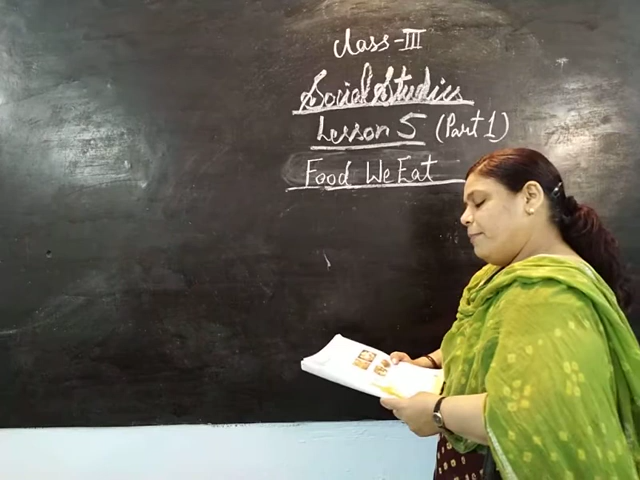 Class-III
Social Studies
Lesson 5 (Part 1)
Food We Eat